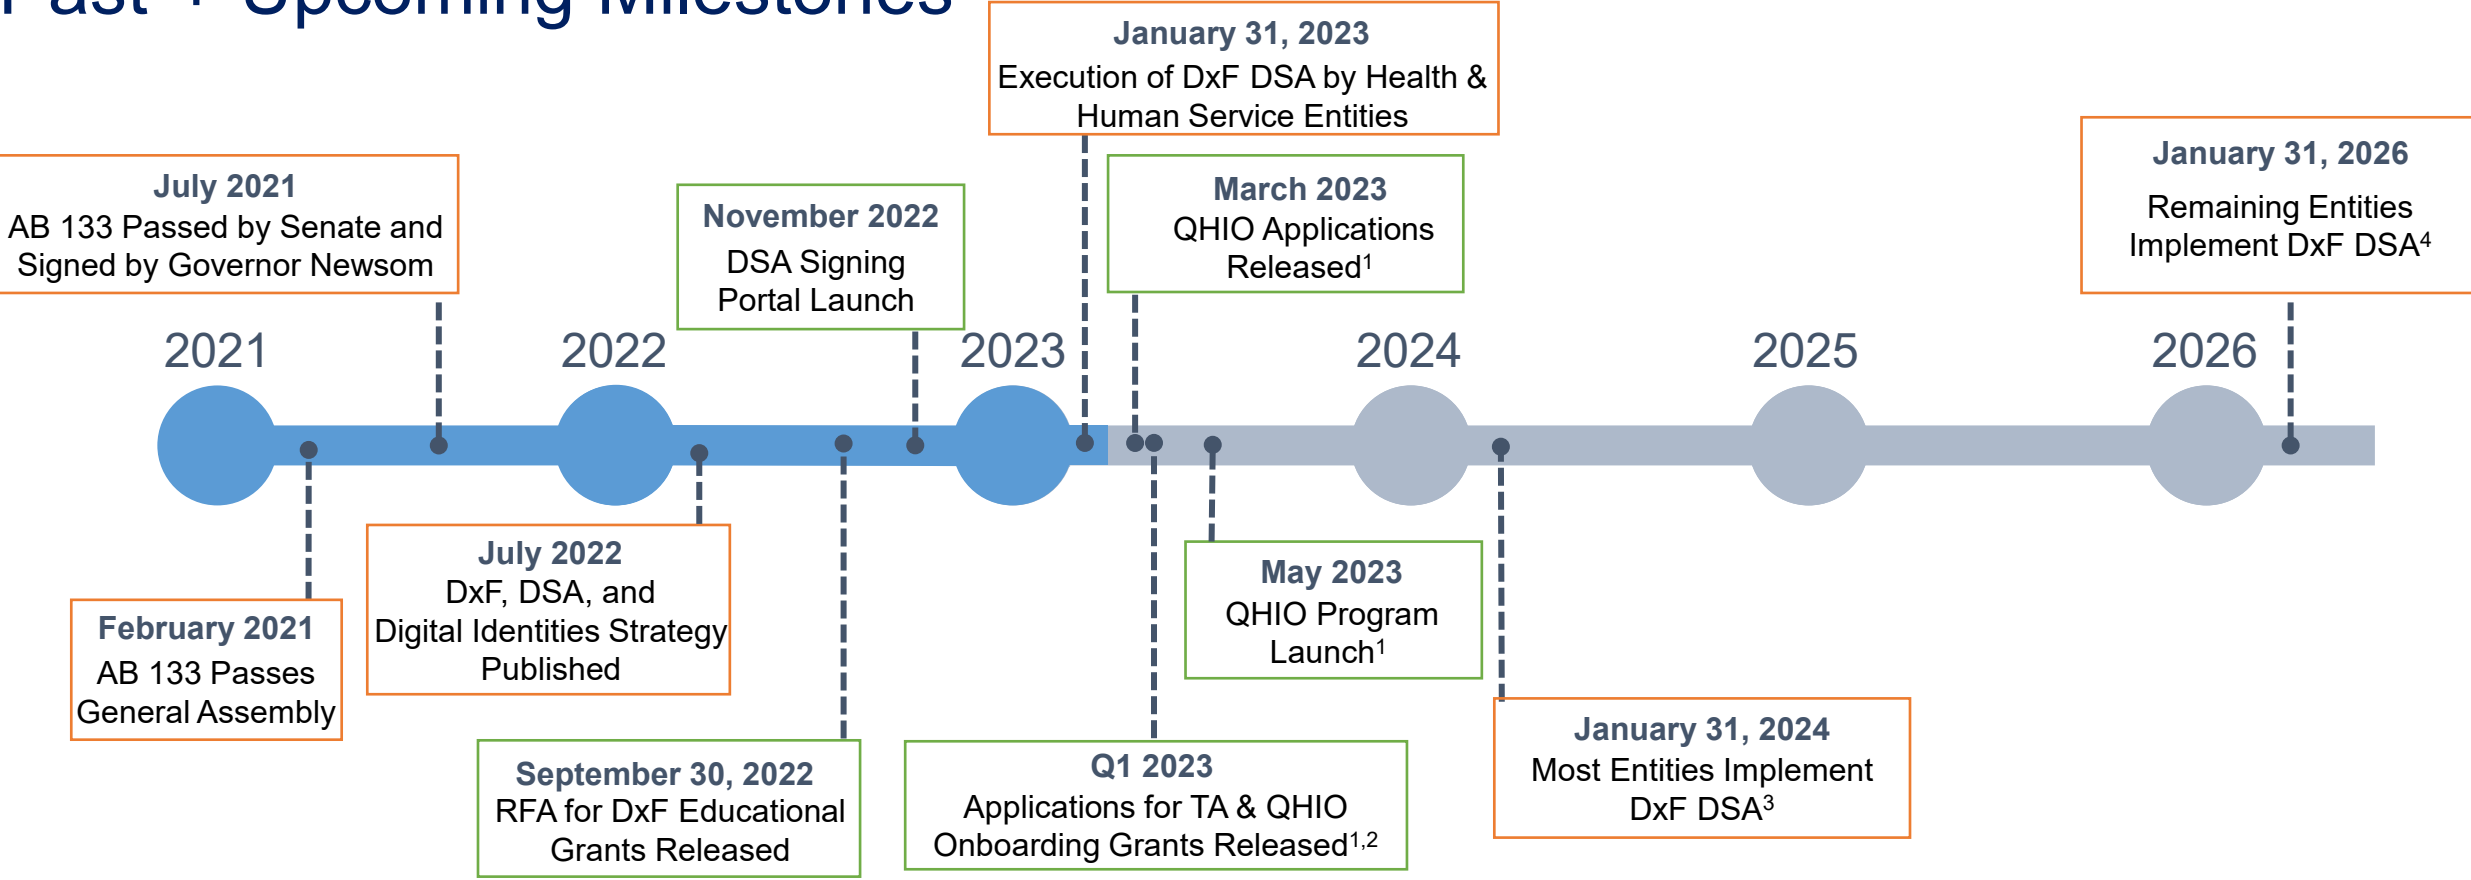 Past + Upcoming Milestones
January 31, 2023
Execution of DxF DSA by Health &
Human Service Entities
July 2021
AB 133 Passed by Senate and
Signed by Governor Newsom
November 2022
DSA Signing
Portal Launch
March 2023
QHIO Applications
Released¹
January 31, 2026
Remaining Entities
Implement DxF DSA⁴
2021
2022
2023
2024
2025
2026
February 2021
AB 133 Passes
General Assembly
July 2022
DxF, DSA, and
Digital Identities Strategy
Published
September 30, 2022
RFA for DxF Educational
Grants Released
Q1 2023
Applications for TA & QHIO
Onboarding Grants Released¹,²
May 2023
QHIO Program
Launch¹
January 31, 2024
Most Entities Implement
DxF DSA³